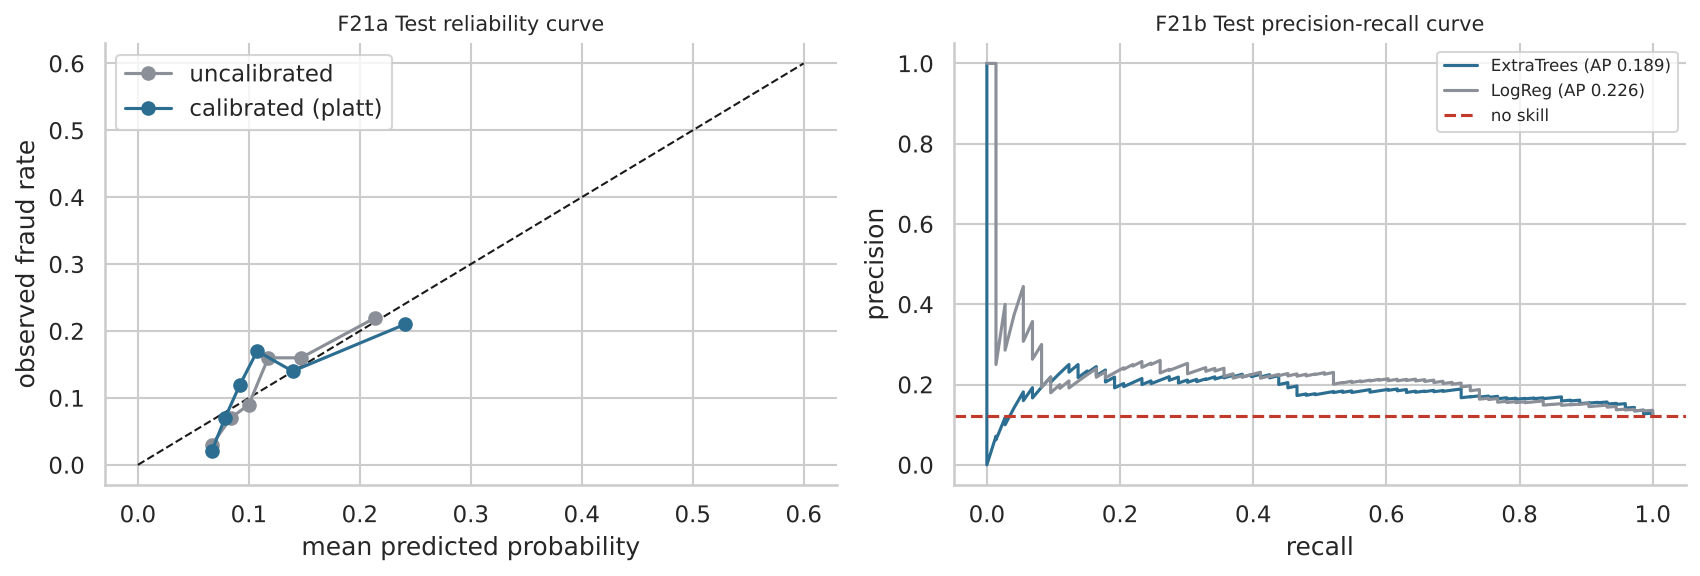 F21a Test reliability curve
uncalibrated
calibrated (platt)
observed fraud rate
0.6
0.5
0.4
0.3
0.2
0.1
0.0
0.0 0.1 0.2 0.3 0.4 0.5 0.6
mean predicted probability
F21b Test precision-recall curve
ExtraTrees (AP 0.189)
LogReg (AP 0.226)
no skill
precision
1.0
0.8
0.6
0.4
0.2
0.0
0.0 0.2 0.4 0.6 0.8 1.0
recall